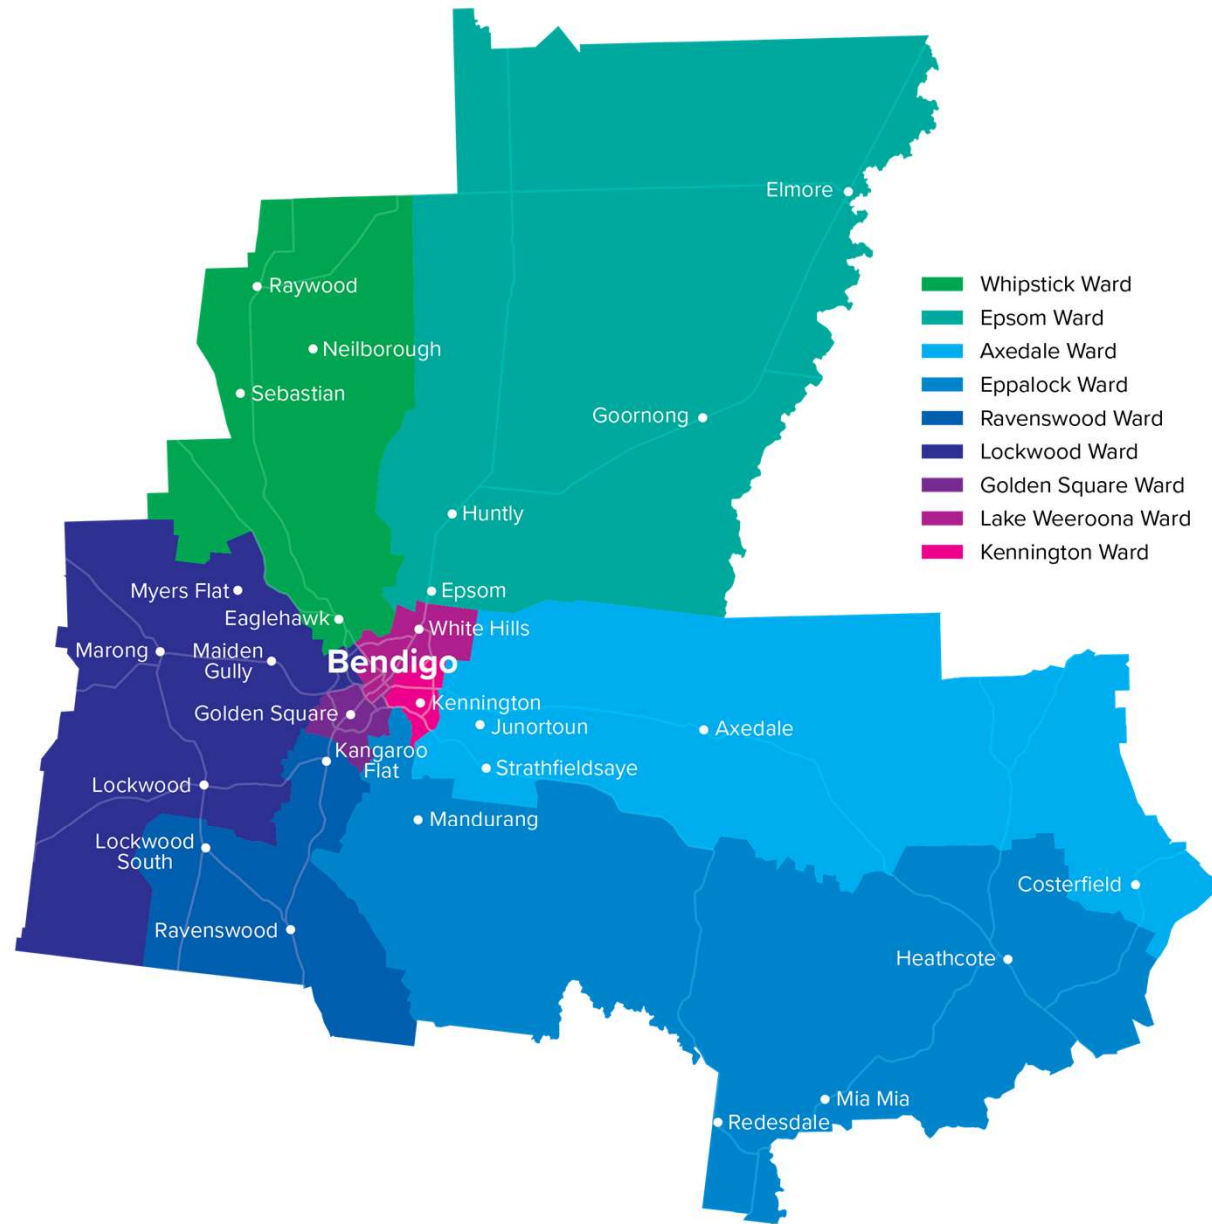 Elmore
Raywood
Neilborough
Sebastian
Goornong
Huntly
Myers Flat
Epsom
Eaglehawk
White Hills
Marong
Maiden
Gully
Bendigo
Kennington
Golden Square
Junortoun
Axedale
Kangaroo
Flat
Strathfieldsaye
Lockwood
Mandurang
Lockwood
South
Costerfield
Ravenswood
Heathcote
Mia Mia
Redesdale
Whipstick Ward
Epsom Ward
Axedale Ward
Eppalock Ward
Ravenswood Ward
Lockwood Ward
Golden Square Ward
Lake Weeroona Ward
Kennington Ward